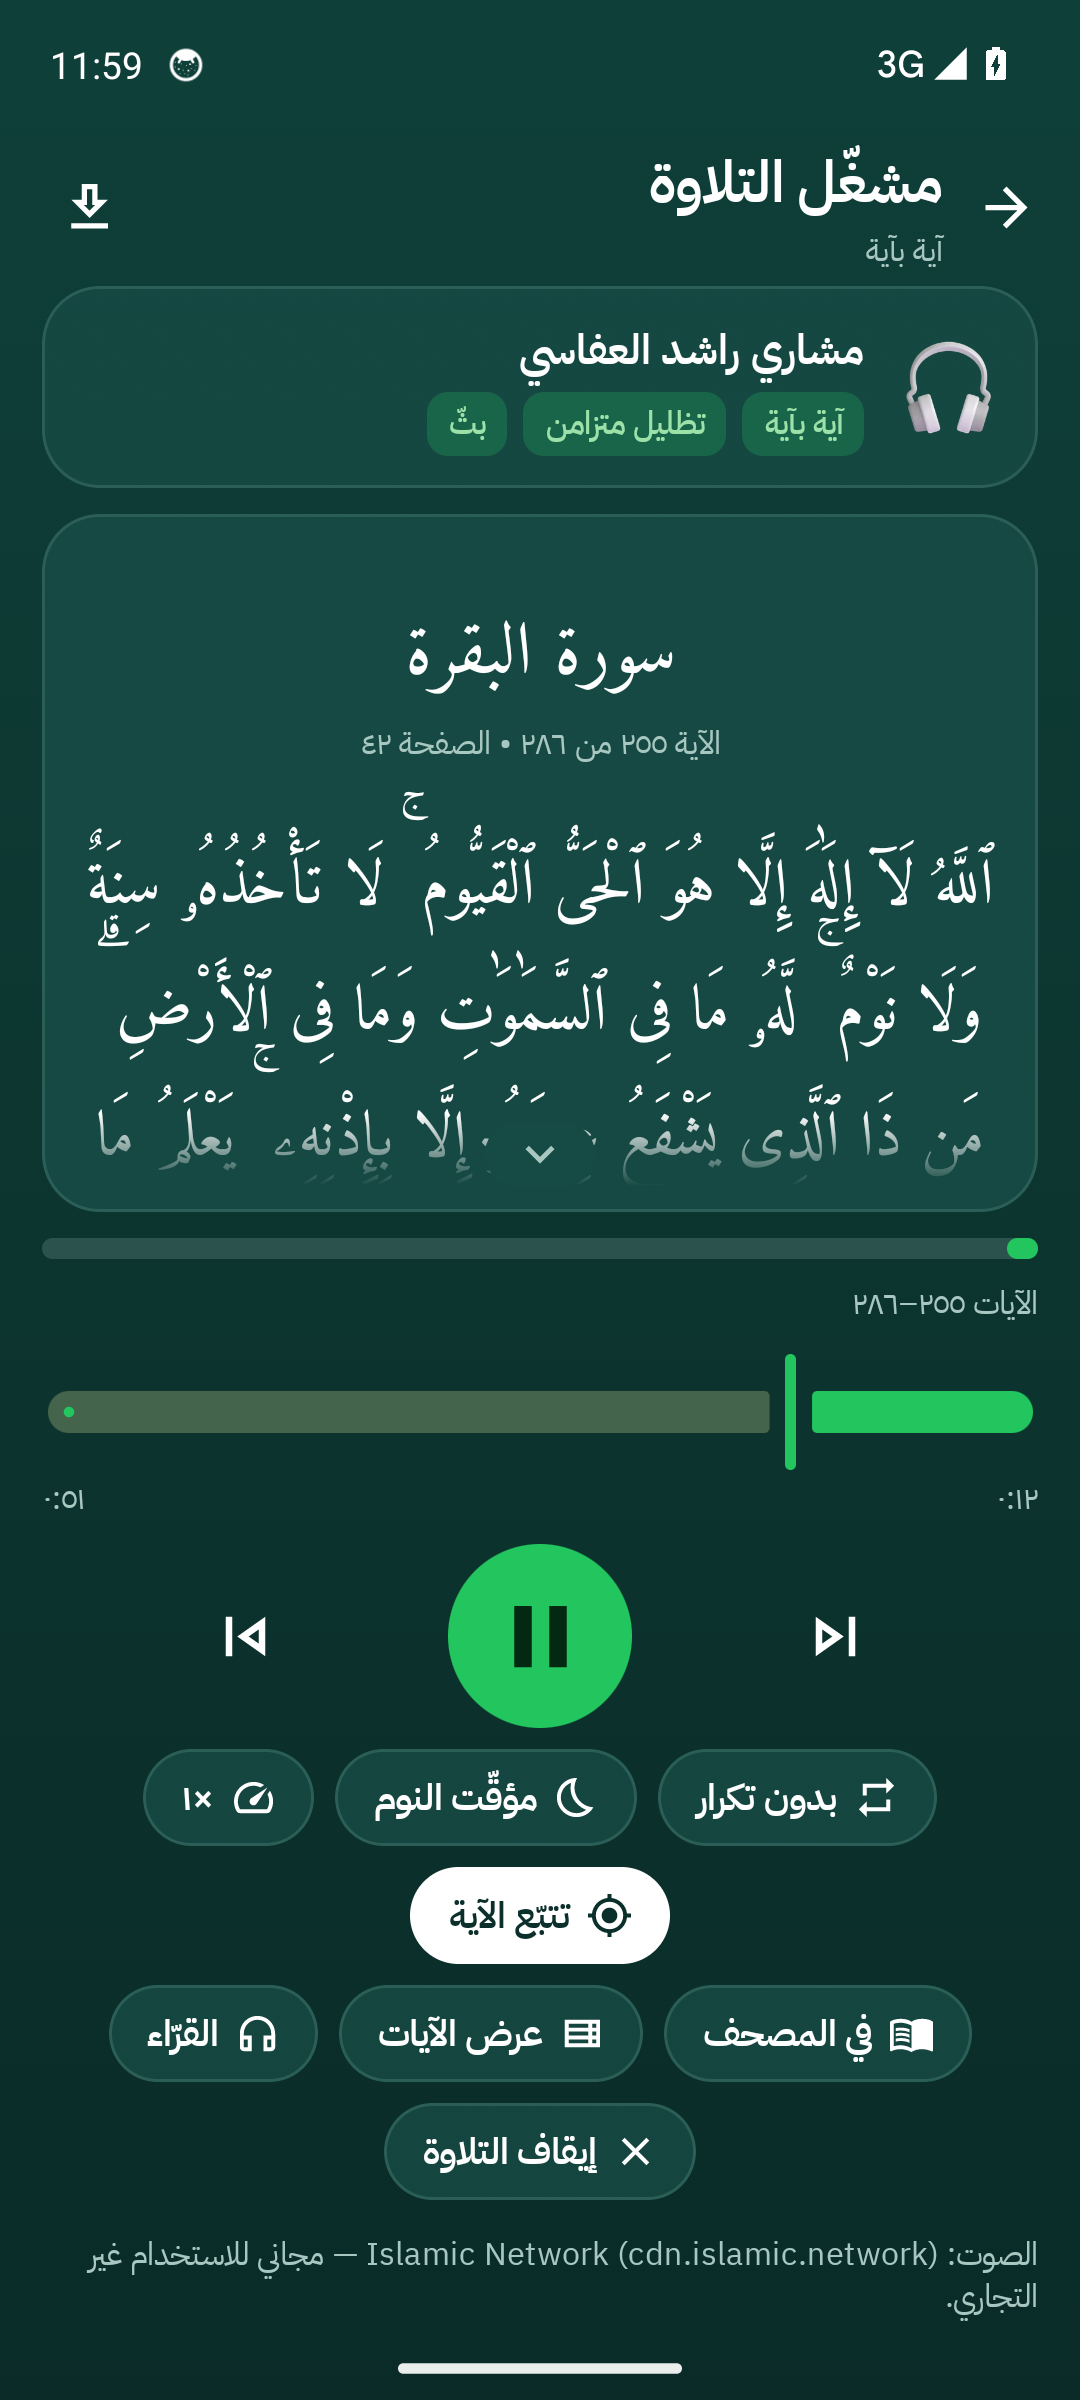 11:59
3G
مشغّل التلاوة
آية بآية
مشاري راشد العفاسي
آية بآية
تظليل متزامن
بثّ
سورة البقرة
الآية ٢٥٥ من ٢٨٦ • الصفحة ٤٢
ٱللَّهُ لَآ إِلَٰهَ إِلَّا هُوَ ٱلْحَىُّ ٱلْقَيُّومُ ۚ لَا تَأْخُذُهُۥ سِنَةٌ
وَلَا نَوْمٌ ۚ لَّهُۥ مَا فِى ٱلسَّمَٰوَٰتِ وَمَا فِى ٱلْأَرْضِ ۗ
مَن ذَا ٱلَّذِى يَشْفَعُ إِلَّا بِإِذْنِهِۦ ۚ يَعْلَمُ مَا
الآيات ٢٥٥–٢٨٦
٠:١٢
٠:٥١
بدون تكرار
مؤقّت النوم
١×
تتبّع الآية
في المصحف
عرض الآيات
القرّاء
إيقاف التلاوة
الصوت: Islamic Network (cdn.islamic.network) — مجاني للاستخدام غير
التجاري.